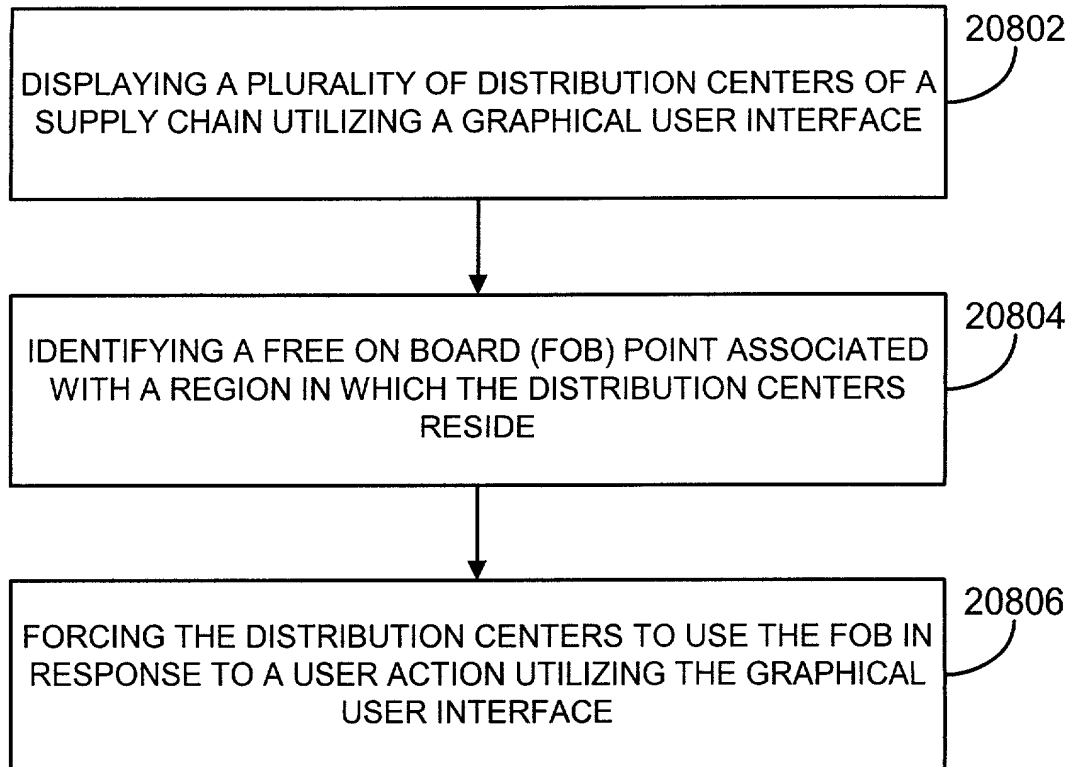 20802
DISPLAYING A PLURALITY OF DISTRIBUTION CENTERS OF A
SUPPLY CHAIN UTILIZING A GRAPHICAL USER INTERFACE
20804
IDENTIFYING A FREE ON BOARD (FOB) POINT ASSOCIATED
WITH A REGION IN WHICH THE DISTRIBUTION CENTERS
RESIDE
20806
FORCING THE DISTRIBUTION CENTERS TO USE THE FOB IN
RESPONSE TO A USER ACTION UTILIZING THE GRAPHICAL
USER INTERFACE